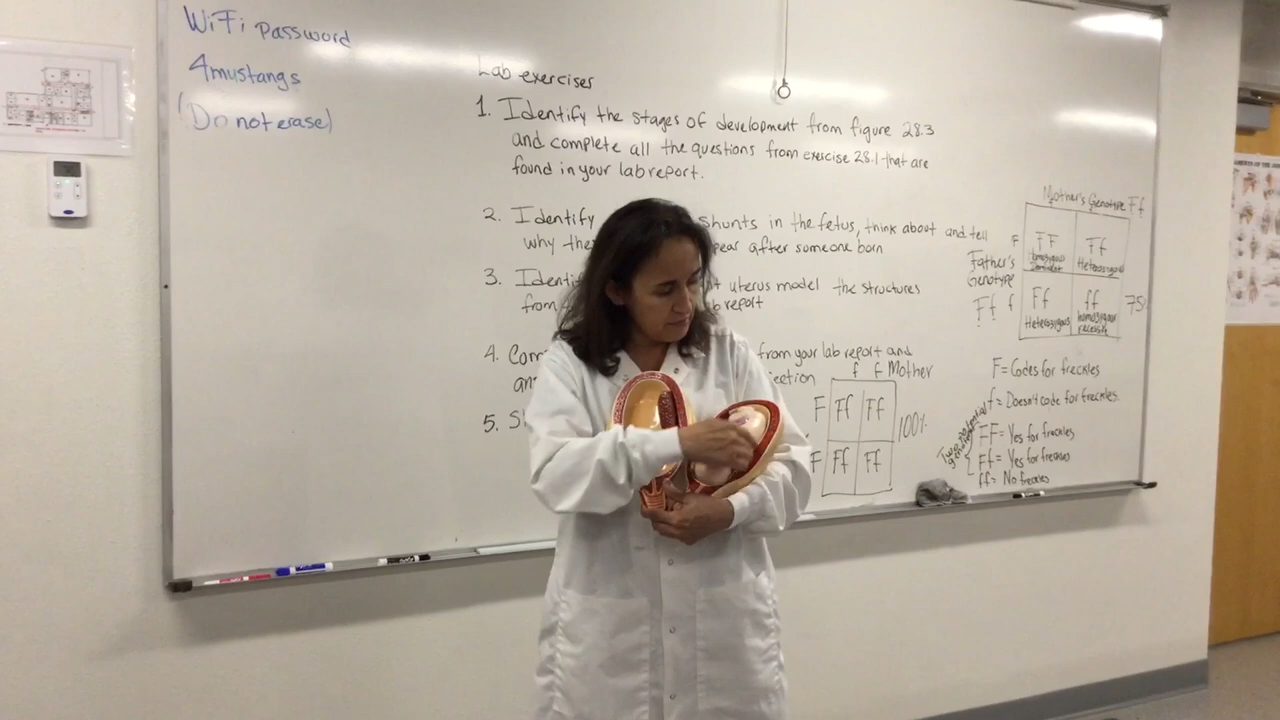 WiFi password
4mustangs
(Do not erase)
Lab exercises
1. Identify the stages of development from figure 28.3
and complete all the questions from exercise 28.1 that are
found in your lab report.
2. Identify shunts in the fetus, think about and tell
why the pear after someone born
3. Identi t uterus model the structures
from b report
4. Com from your lab report and
an ection
5. S
f f Mother
F Ff Ff
F Ff Ff
100%
Mother's Genotype Ff
F FF Ff
Homozygous Heterozygous
Dominant
Father's
Genotype
Ff f Ff ff
Heterozygous homozygous
recessive
75%
F = Codes for freckles
f = Doesn't code for freckles.
FF = Yes for freckles
Ff = Yes for freckles
ff = No freckles